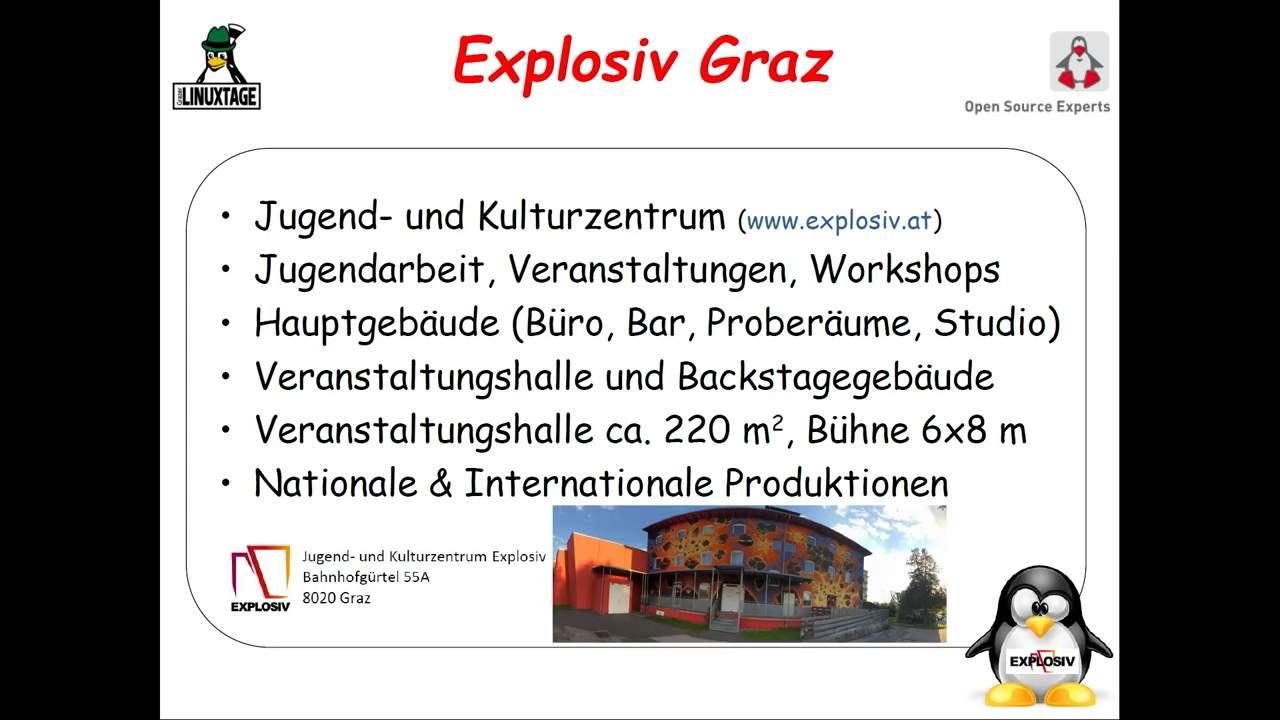 Grazer
LINUXTAGE
Explosiv Graz
Open Source Experts
• Jugend- und Kulturzentrum (www.explosiv.at)
• Jugendarbeit, Veranstaltungen, Workshops
• Hauptgebäude (Büro, Bar, Proberäume, Studio)
• Veranstaltungshalle und Backstagegebäude
• Veranstaltungshalle ca. 220 m², Bühne 6x8 m
• Nationale & Internationale Produktionen
EXPLOSIV
Jugend- und Kulturzentrum Explosiv
Bahnhofgürtel 55A
8020 Graz
EXPLOSIV